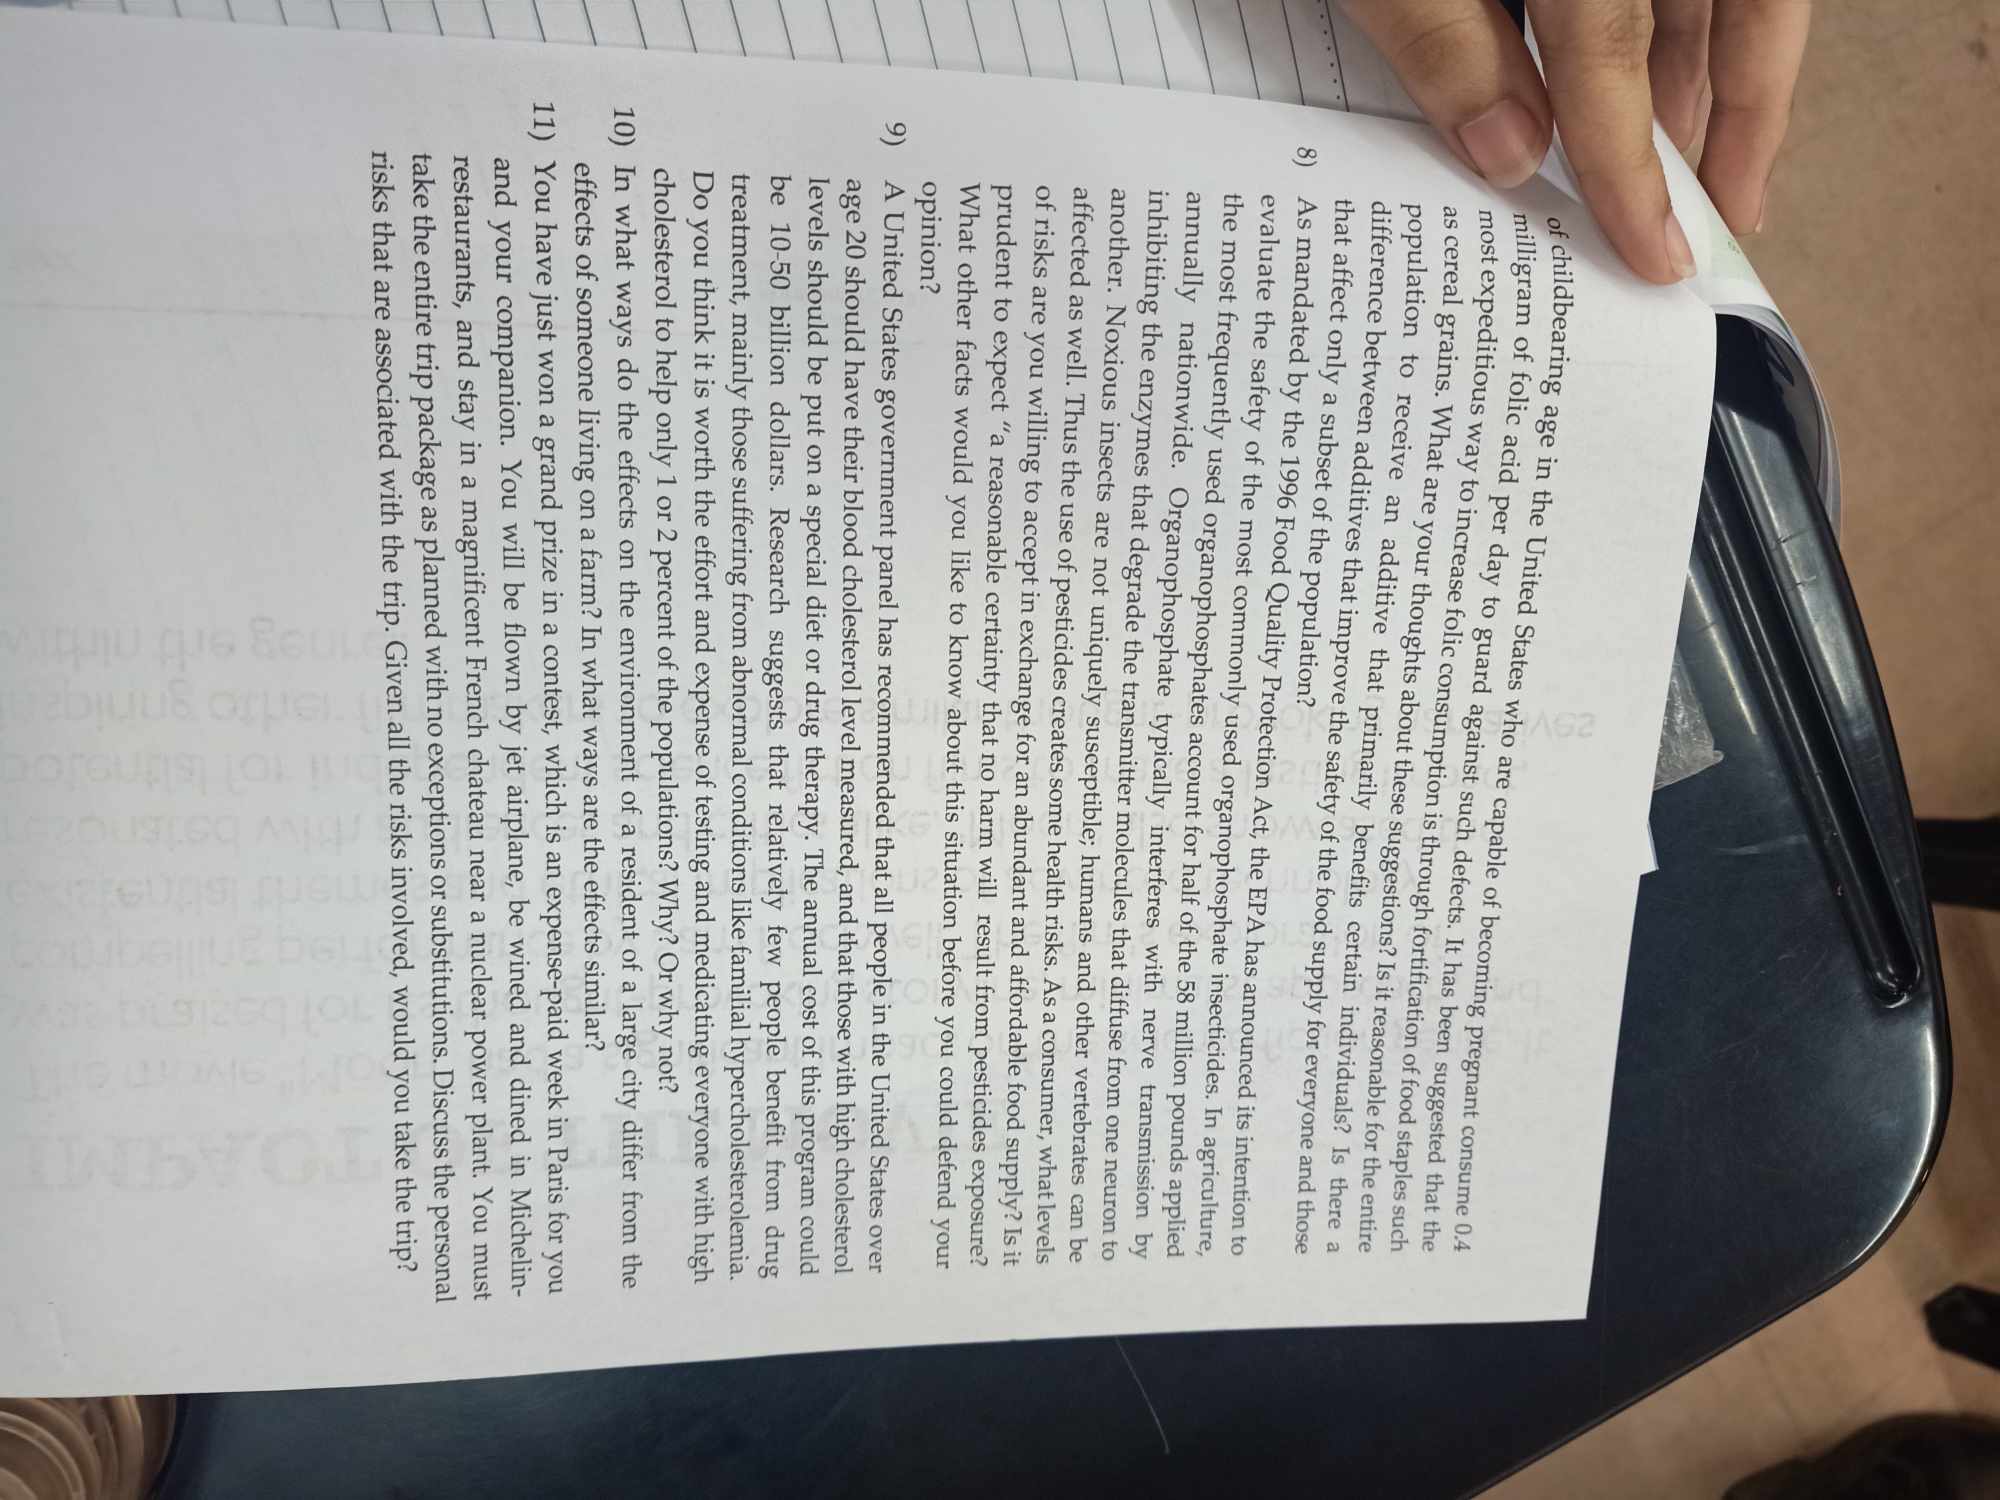 of childbearing age in the United States who are capable of becoming pregnant consume 0.4
milligram of folic acid per day to guard against such defects. It has been suggested that the
most expeditious way to increase folic consumption is through fortification of food staples such
as cereal grains. What are your thoughts about these suggestions? Is it reasonable for the entire
population to receive an additive that primarily benefits certain individuals? Is there a
difference between additives that improve the safety of the food supply for everyone and those
that affect only a subset of the population?
8) As mandated by the 1996 Food Quality Protection Act, the EPA has announced its intention to
evaluate the safety of the most commonly used organophosphate insecticides. In agriculture,
the most frequently used organophosphates account for half of the 58 million pounds applied
annually nationwide. Organophosphate typically interferes with nerve transmission by
inhibiting the enzymes that degrade the transmitter molecules that diffuse from one neuron to
another. Noxious insects are not uniquely susceptible; humans and other vertebrates can be
affected as well. Thus the use of pesticides creates some health risks. As a consumer, what levels
of risks are you willing to accept in exchange for an abundant and affordable food supply? Is it
prudent to expect "a reasonable certainty that no harm will result from pesticides exposure?
What other facts would you like to know about this situation before you could defend your
opinion?
9) A United States government panel has recommended that all people in the United States over
age 20 should have their blood cholesterol level measured, and that those with high cholesterol
levels should be put on a special diet or drug therapy. The annual cost of this program could
be 10-50 billion dollars. Research suggests that relatively few people benefit from drug
treatment, mainly those suffering from abnormal conditions like familial hypercholesterolemia.
Do you think it is worth the effort and expense of testing and medicating everyone with high
cholesterol to help only 1 or 2 percent of the populations? Why? Or why not?
10) In what ways do the effects on the environment of a resident of a large city differ from the
effects of someone living on a farm? In what ways are the effects similar?
11) You have just won a grand prize in a contest, which is an expense-paid week in Paris for you
and your companion. You will be flown by jet airplane, be wined and dined in Michelin-
restaurants, and stay in a magnificent French chateau near a nuclear power plant. You must
take the entire trip package as planned with no exceptions or substitutions. Discuss the personal
risks that are associated with the trip. Given all the risks involved, would you take the trip?